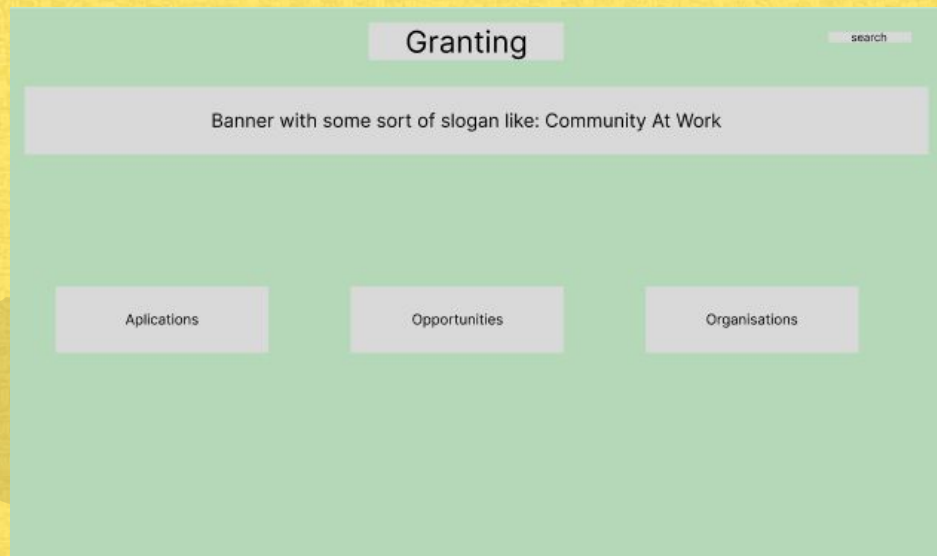 Granting
search
Banner with some sort of slogan like: Community At Work
Aplications
Opportunities
Organisations